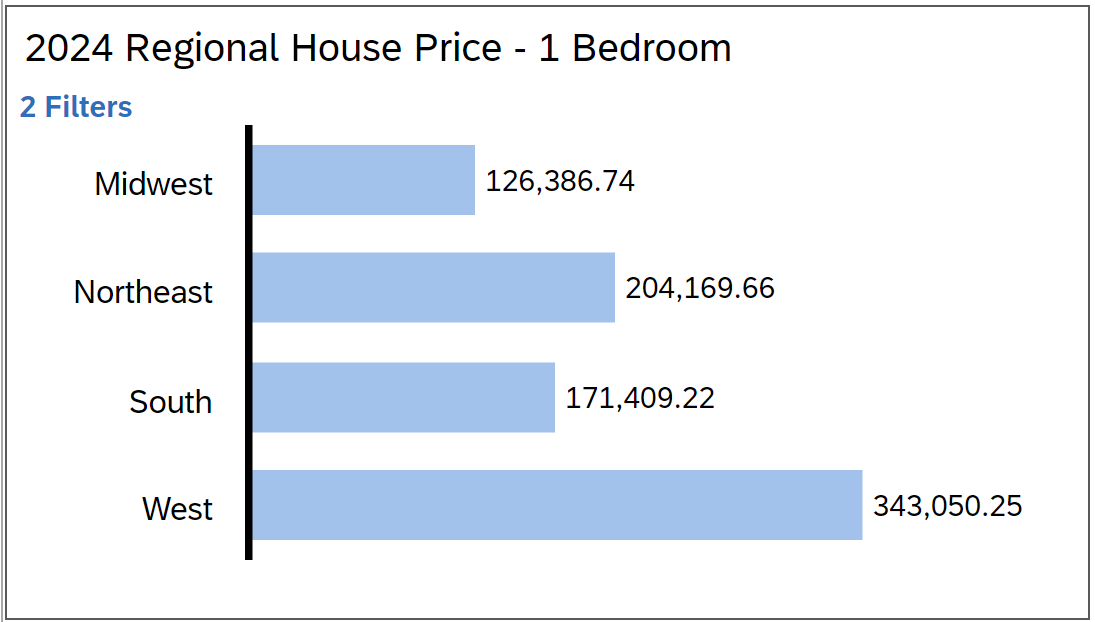 2024 Regional House Price - 1 Bedroom
2 Filters
Midwest 126,386.74
Northeast 204,169.66
South 171,409.22
West 343,050.25